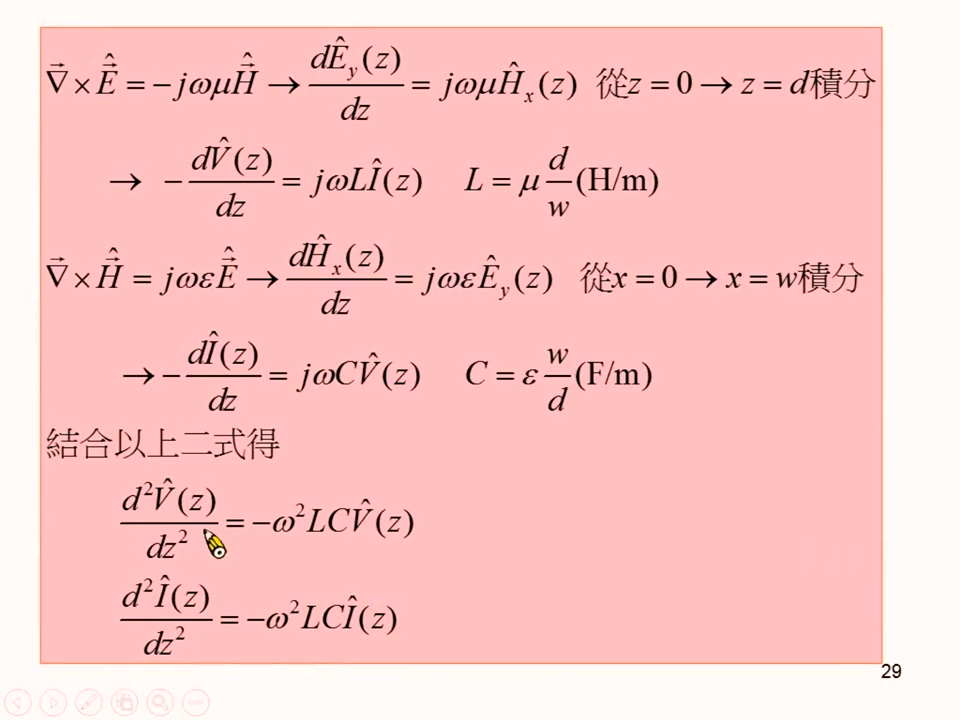 ∇⃗ × Ê⃗ = −jωμĤ⃗ → dÊ_y(z)/dz = jωμĤ_x(z) 從z = 0 → z = d積分
→ −dV̂(z)/dz = jωLÎ(z) L = μ d/w (H/m)
∇⃗ × Ĥ⃗ = jωεÊ⃗ → dĤ_x(z)/dz = jωεÊ_y(z) 從x = 0 → x = w積分
→ −dÎ(z)/dz = jωCV̂(z) C = ε w/d (F/m)
結合以上二式得
d²V̂(z)/dz² = −ω²LCV̂(z)
d²Î(z)/dz² = −ω²LCÎ(z)
29